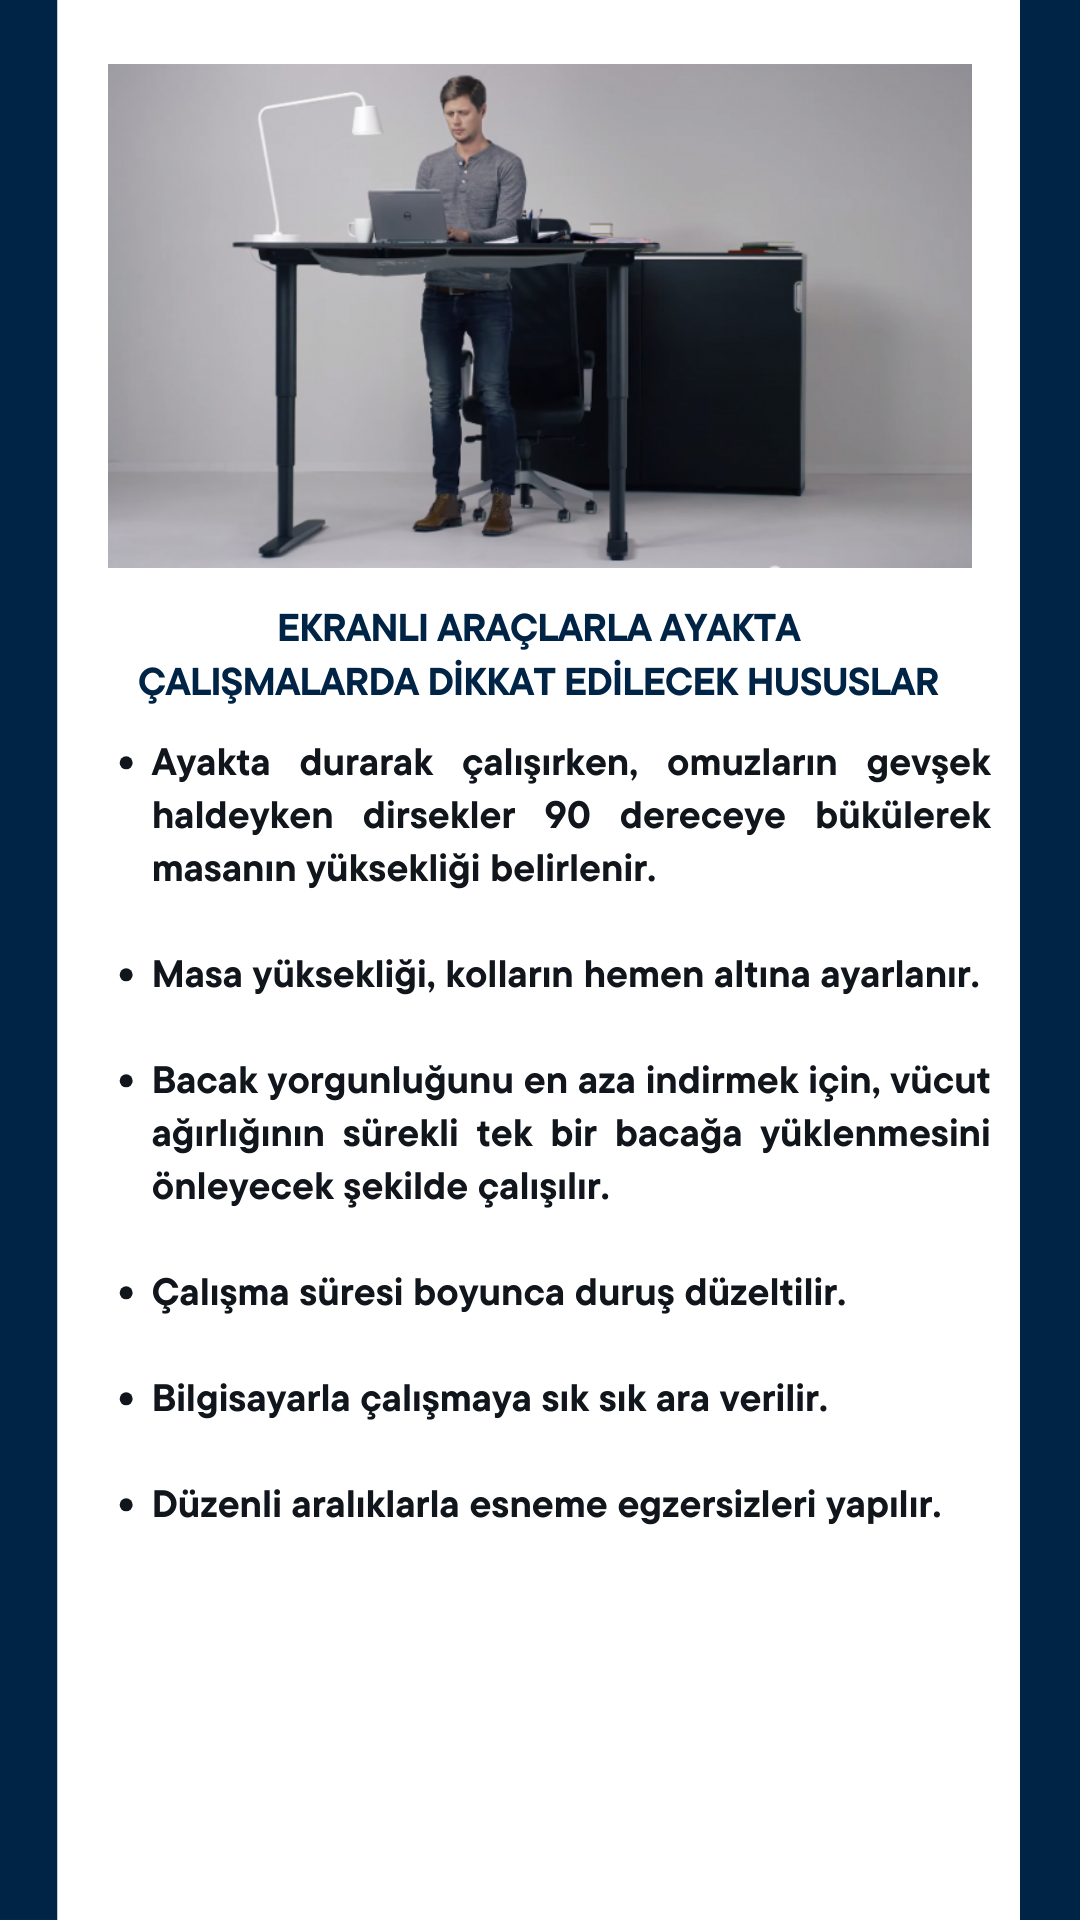 EKRANLI ARAÇLARLA AYAKTA
ÇALIŞMALARDA DİKKAT EDİLECEK HUSUSLAR
• Ayakta durarak çalışırken, omuzların gevşek
haldeyken dirsekler 90 dereceye bükülerek
masanın yüksekliği belirlenir.
• Masa yüksekliği, kolların hemen altına ayarlanır.
• Bacak yorgunluğunu en aza indirmek için, vücut
ağırlığının sürekli tek bir bacağa yüklenmesini
önleyecek şekilde çalışılır.
• Çalışma süresi boyunca duruş düzeltilir.
• Bilgisayarla çalışmaya sık sık ara verilir.
• Düzenli aralıklarla esneme egzersizleri yapılır.